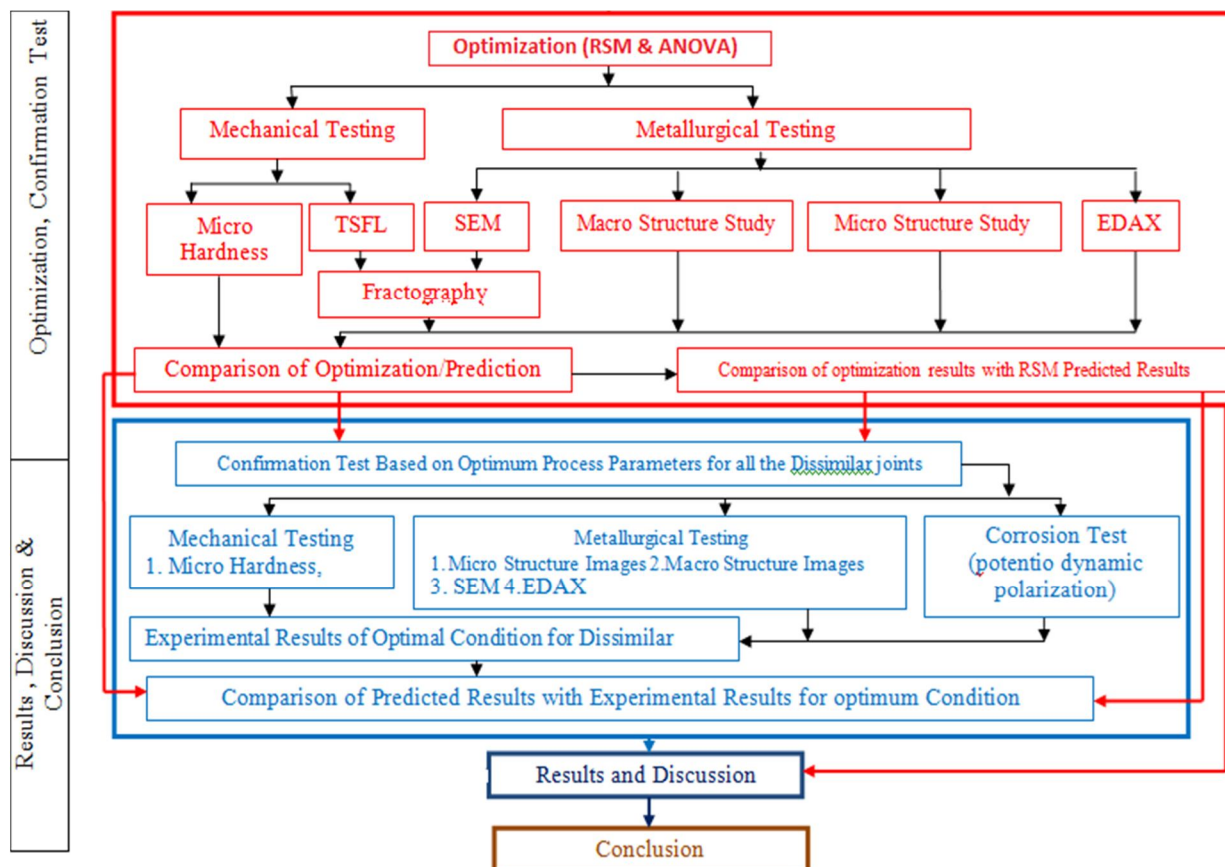 Optimization, Confirmation Test
Results , Discussion &
Conclusion
Optimization (RSM & ANOVA)
Mechanical Testing
Metallurgical Testing
Micro
Hardness
TSFL
SEM
Macro Structure Study
Micro Structure Study
EDAX
Fractography
Comparison of Optimization/Prediction
Comparison of optimization results with RSM Predicted Results
Confirmation Test Based on Optimum Process Parameters for all the Dissimilar joints
Mechanical Testing
1. Micro Hardness,
Metallurgical Testing
1.Micro Structure Images 2.Macro Structure Images
3. SEM 4.EDAX
Corrosion Test
(potentio dynamic
polarization)
Experimental Results of Optimal Condition for Dissimilar
Comparison of Predicted Results with Experimental Results for optimum Condition
Results and Discussion
Conclusion